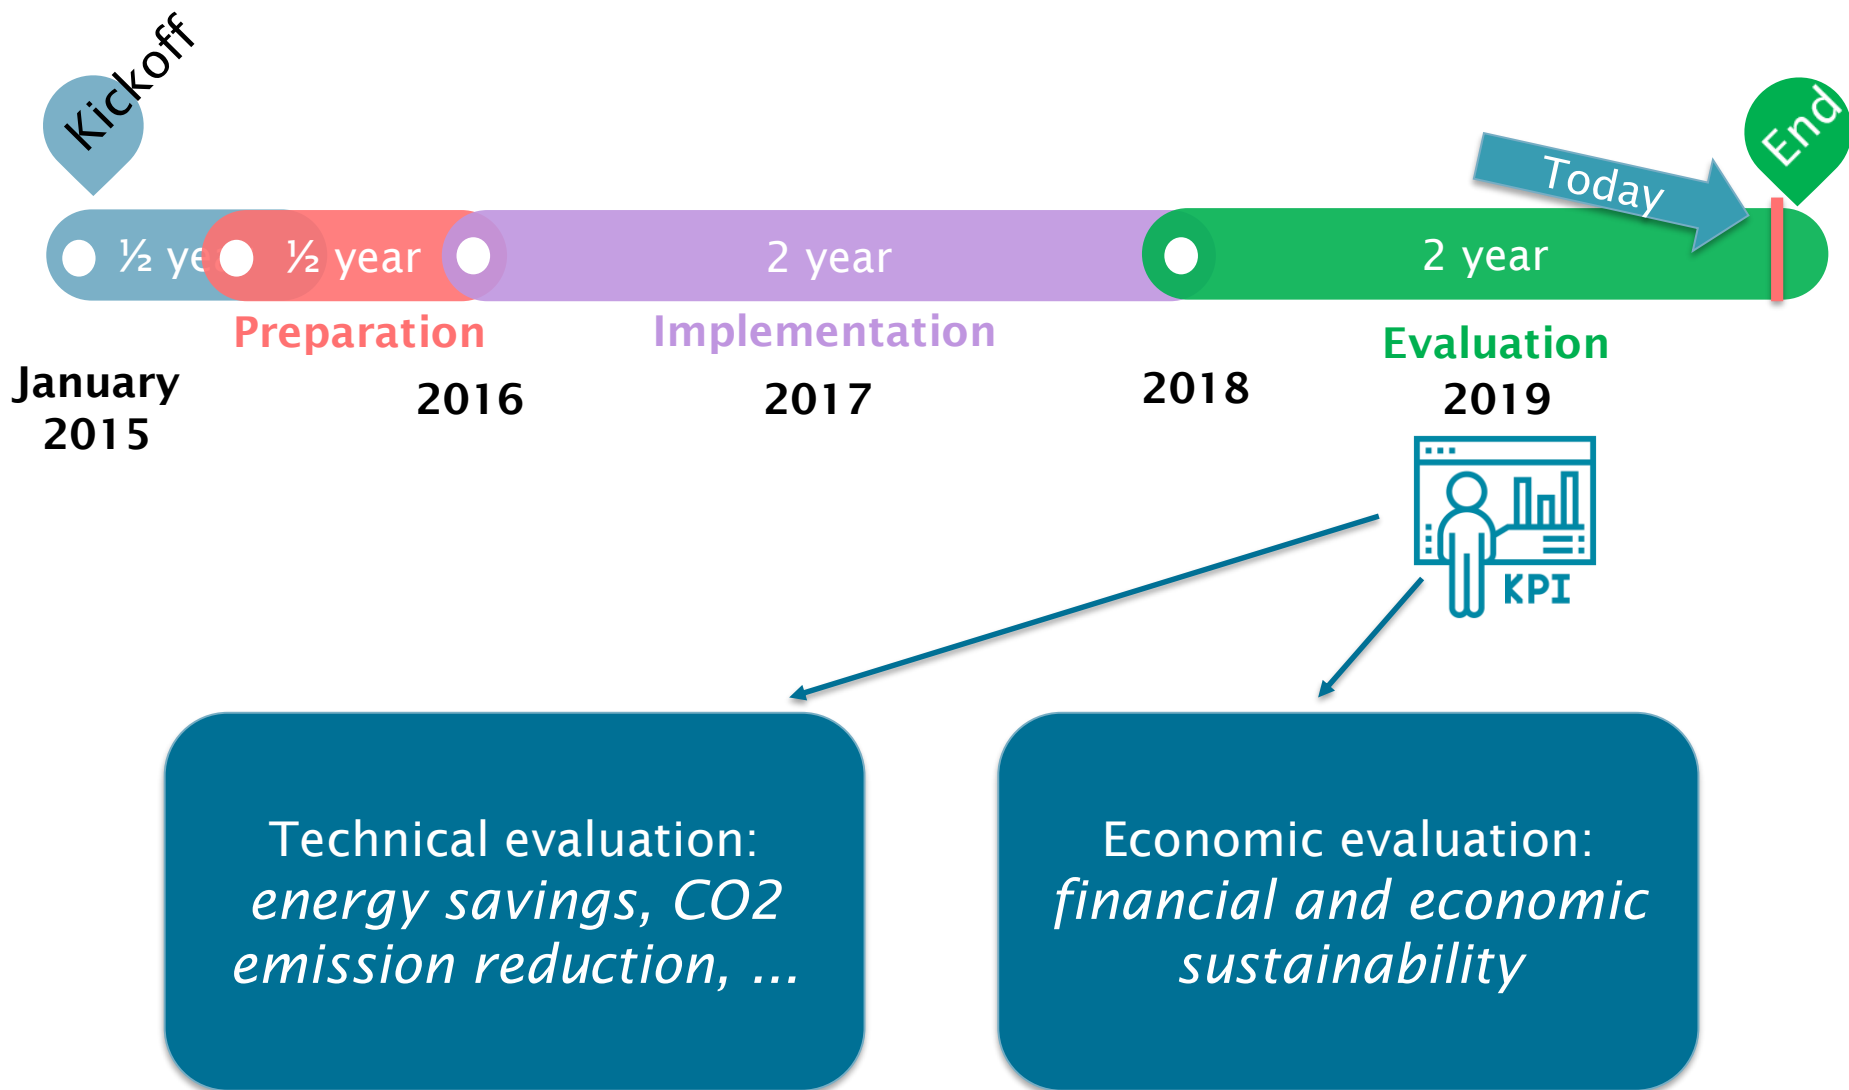 Kickoff
End
Today
½ ye
½ year
2 year
2 year
Preparation
Implementation
Evaluation
January
2015
2016
2017
2018
2019
KPI
Technical evaluation:
energy savings, CO2
emission reduction, ...
Economic evaluation:
financial and economic
sustainability